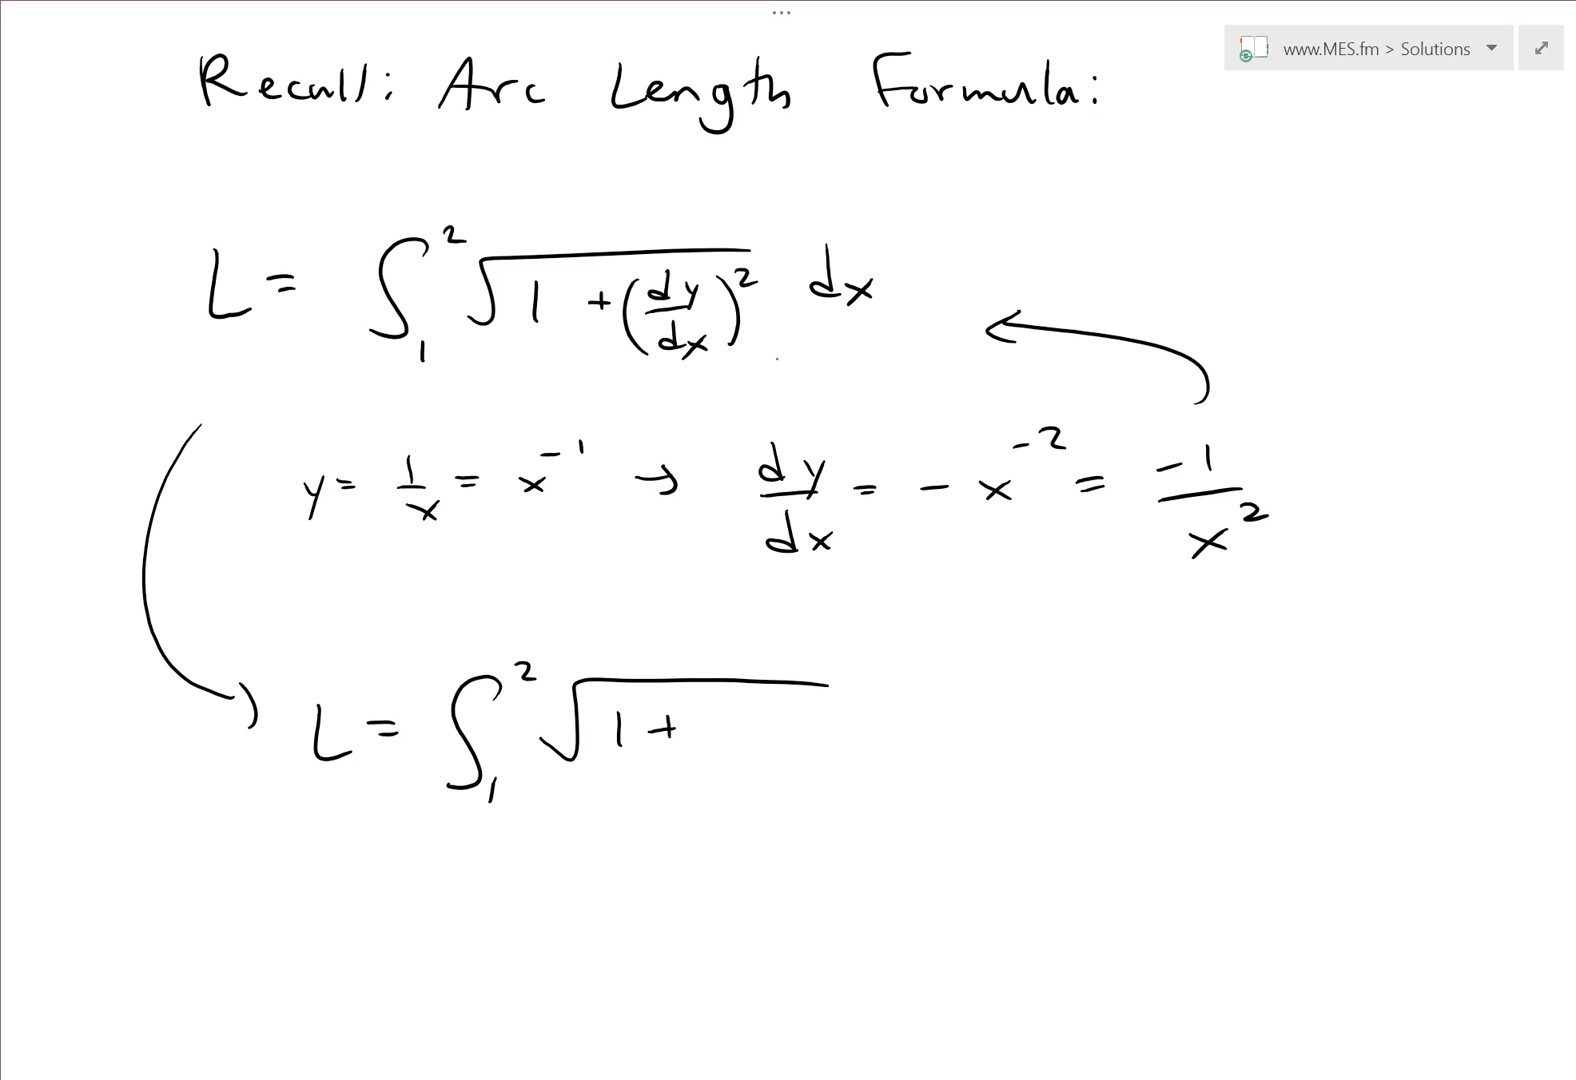 www.MES.fm > Solutions
Recall: Arc Length Formula:
L = ∫₁² √(1 + (dy/dx)²) dx
y = 1/x = x⁻¹ → dy/dx = - x⁻² = -1/x²
L = ∫₁² √(1 +